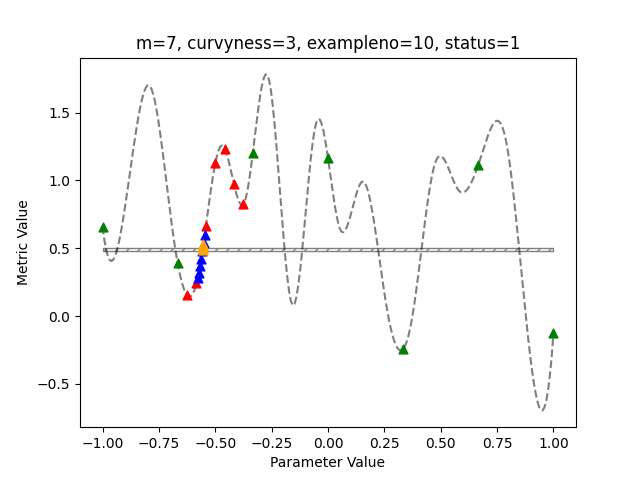 m=7, curvyness=3, exampleno=10, status=1
Metric Value
1.5
1.0
0.5
0.0
−0.5
−1.00 −0.75 −0.50 −0.25 0.00 0.25 0.50 0.75 1.00
Parameter Value